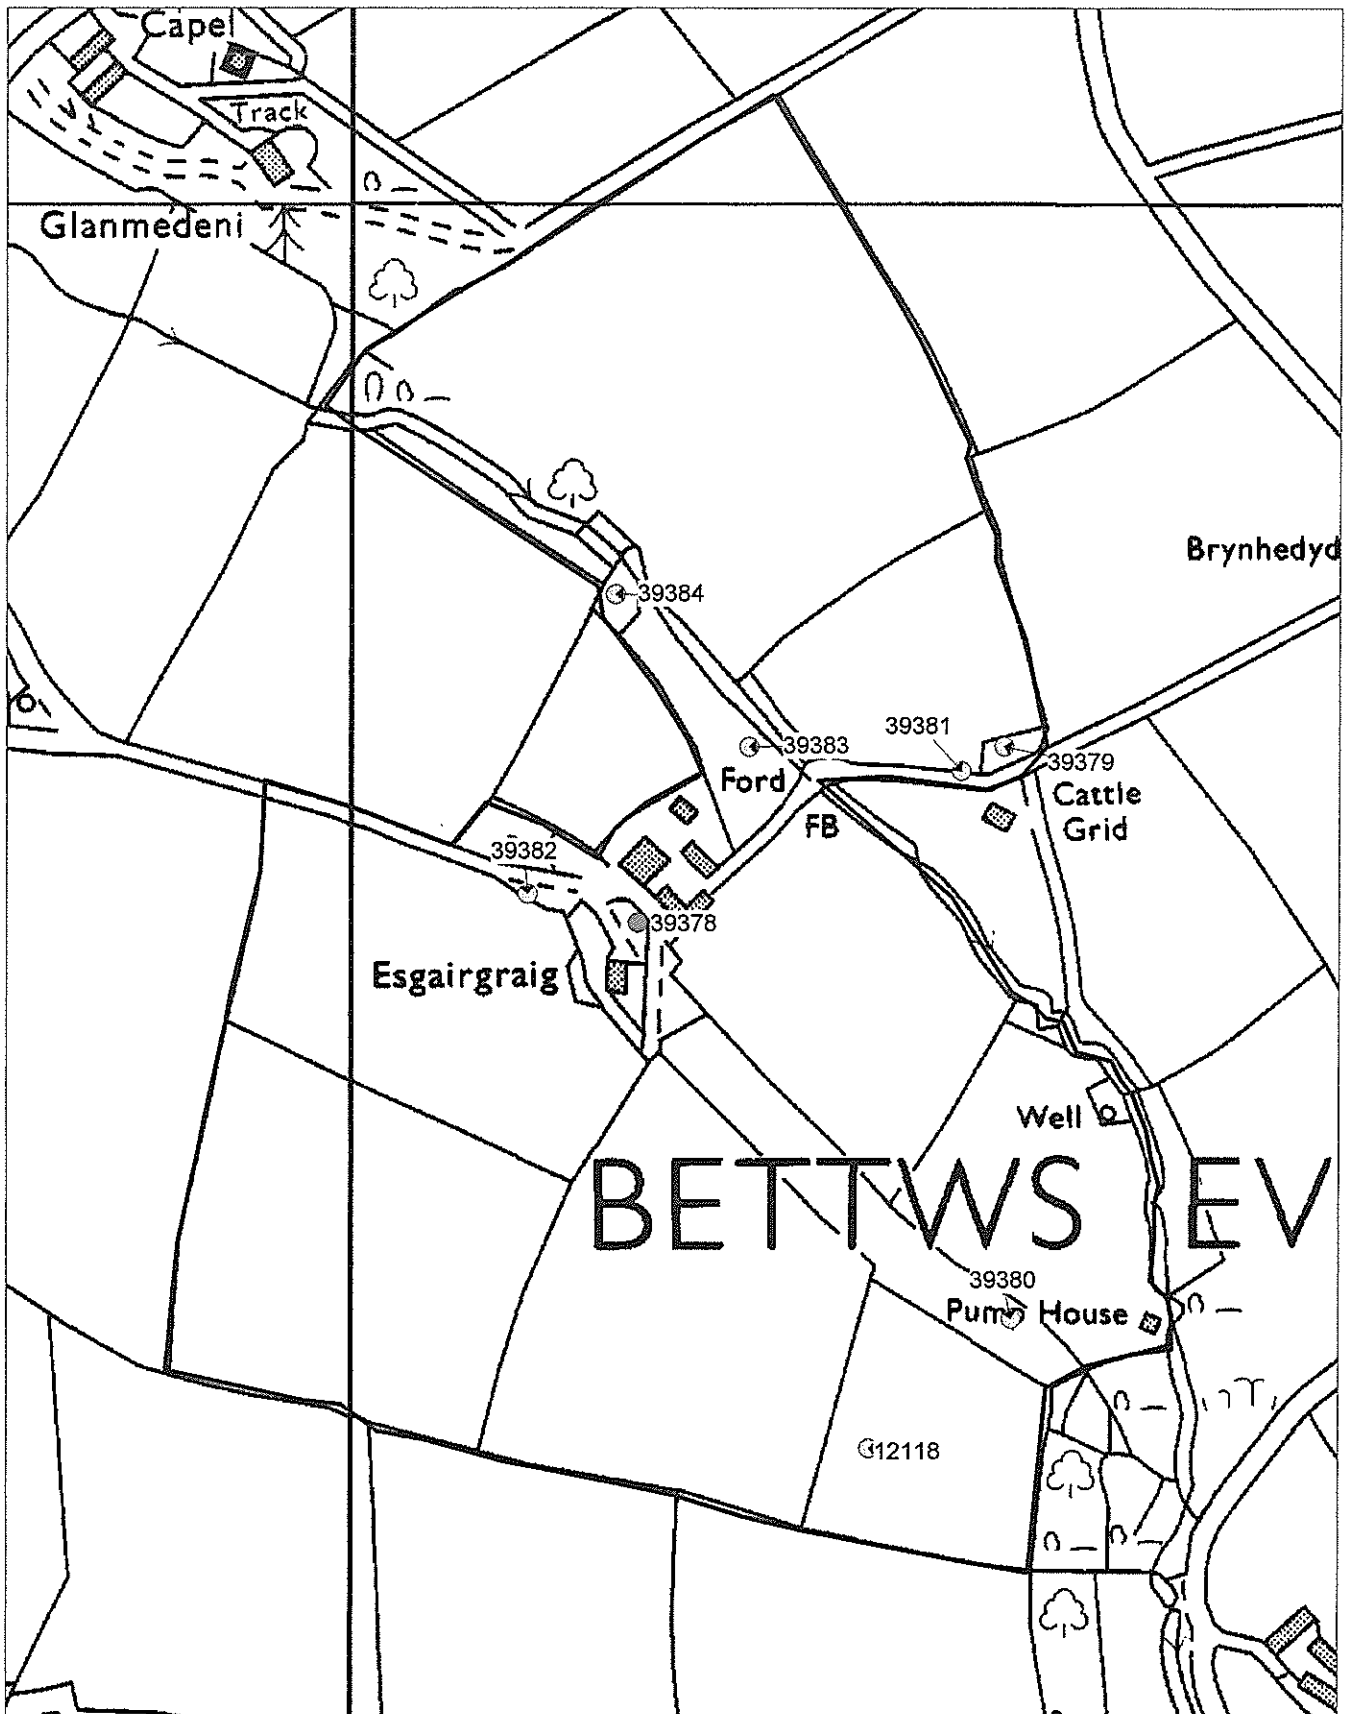 Capel
Track
Glanmedeni
Brynhedyd
39384
39381
39383
39379
Ford
Cattle
Grid
FB
39382
39378
Esgairgraig
Well
BETTWS EV
39380
Pump House
12118